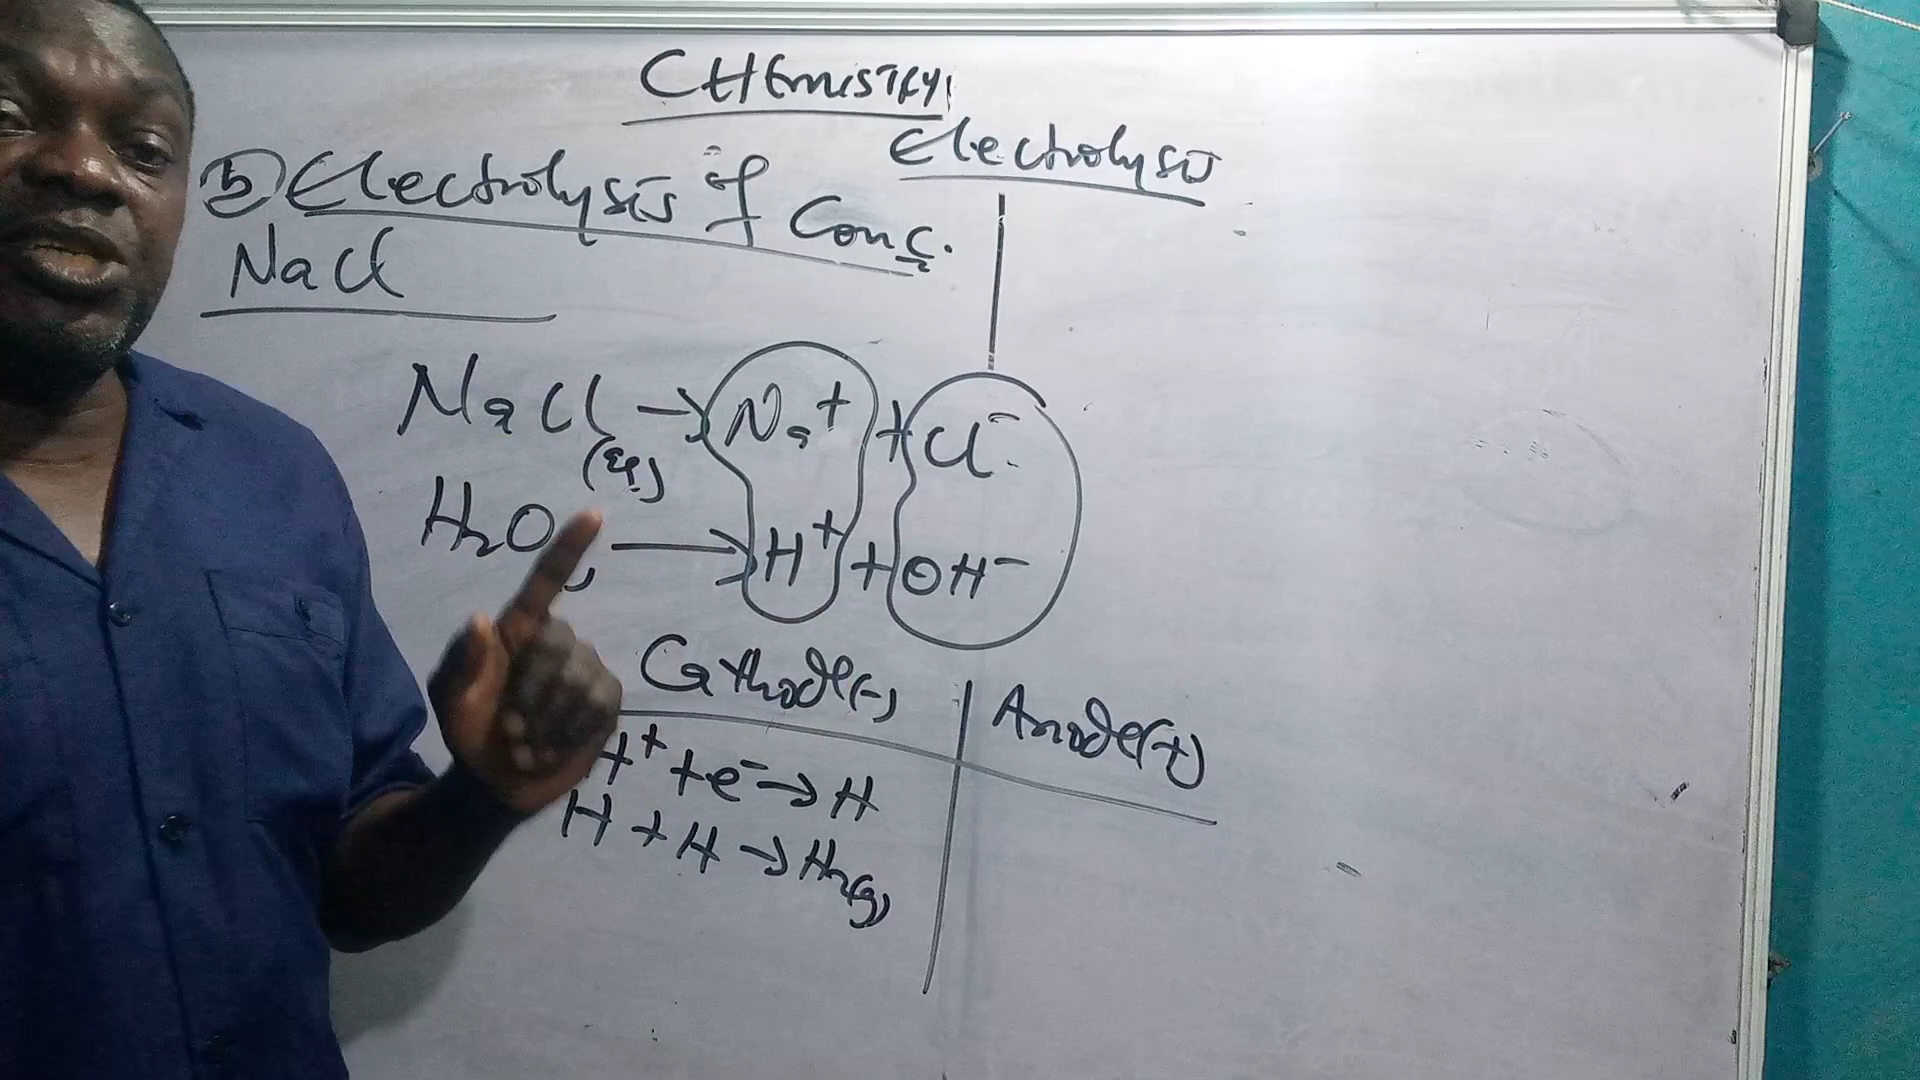 CHEMISTRY
Electrolysis
5 Electrolysis of Conc.
NaCl
NaCl(aq) → Na⁺ + Cl⁻
H₂O → H⁺ + OH⁻
Cathode(-) Anode(+)
H⁺ + e⁻ → H
H + H → H₂(g)